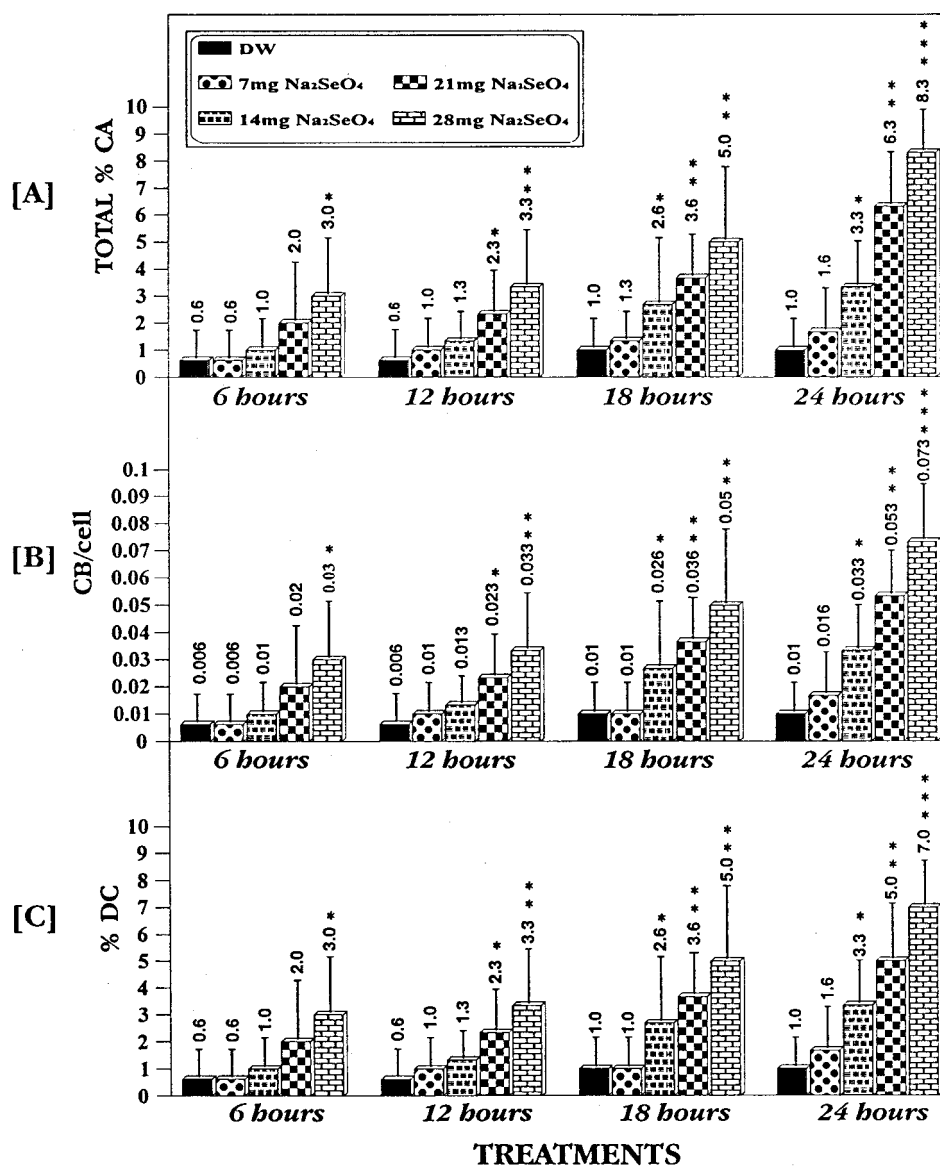 DW
7mg Na₂SeO₄
21mg Na₂SeO₄
14mg Na₂SeO₄
28mg Na₂SeO₄
[A]
TOTAL % CA
10
9
8
7
6
5
4
3
2
1
0
0.6
0.6
1.0
2.0
3.0 *
0.6
1.0
1.3
2.3 *
3.3 * *
1.0
1.3
2.6 *
3.6 * *
5.0 * *
1.0
1.6
3.3 *
6.3 * *
8.3 * * *
6 hours
12 hours
18 hours
24 hours
[B]
CB/cell
0.1
0.09
0.08
0.07
0.06
0.05
0.04
0.03
0.02
0.01
0
0.006
0.006
0.01
0.02
0.03 *
0.006
0.01
0.013
0.023 *
0.033 * *
0.01
0.01
0.026 *
0.036 * *
0.05 * *
0.01
0.016
0.033 *
0.053 * *
0.073 * * *
6 hours
12 hours
18 hours
24 hours
[C]
% DC
10
9
8
7
6
5
4
3
2
1
0
0.6
0.6
1.0
2.0
3.0 *
0.6
1.0
1.3
2.3 *
3.3 * *
1.0
1.0
2.6 *
3.6 * *
5.0 * *
1.0
1.6
3.3 *
5.0 * *
7.0 * * *
6 hours
12 hours
18 hours
24 hours
TREATMENTS